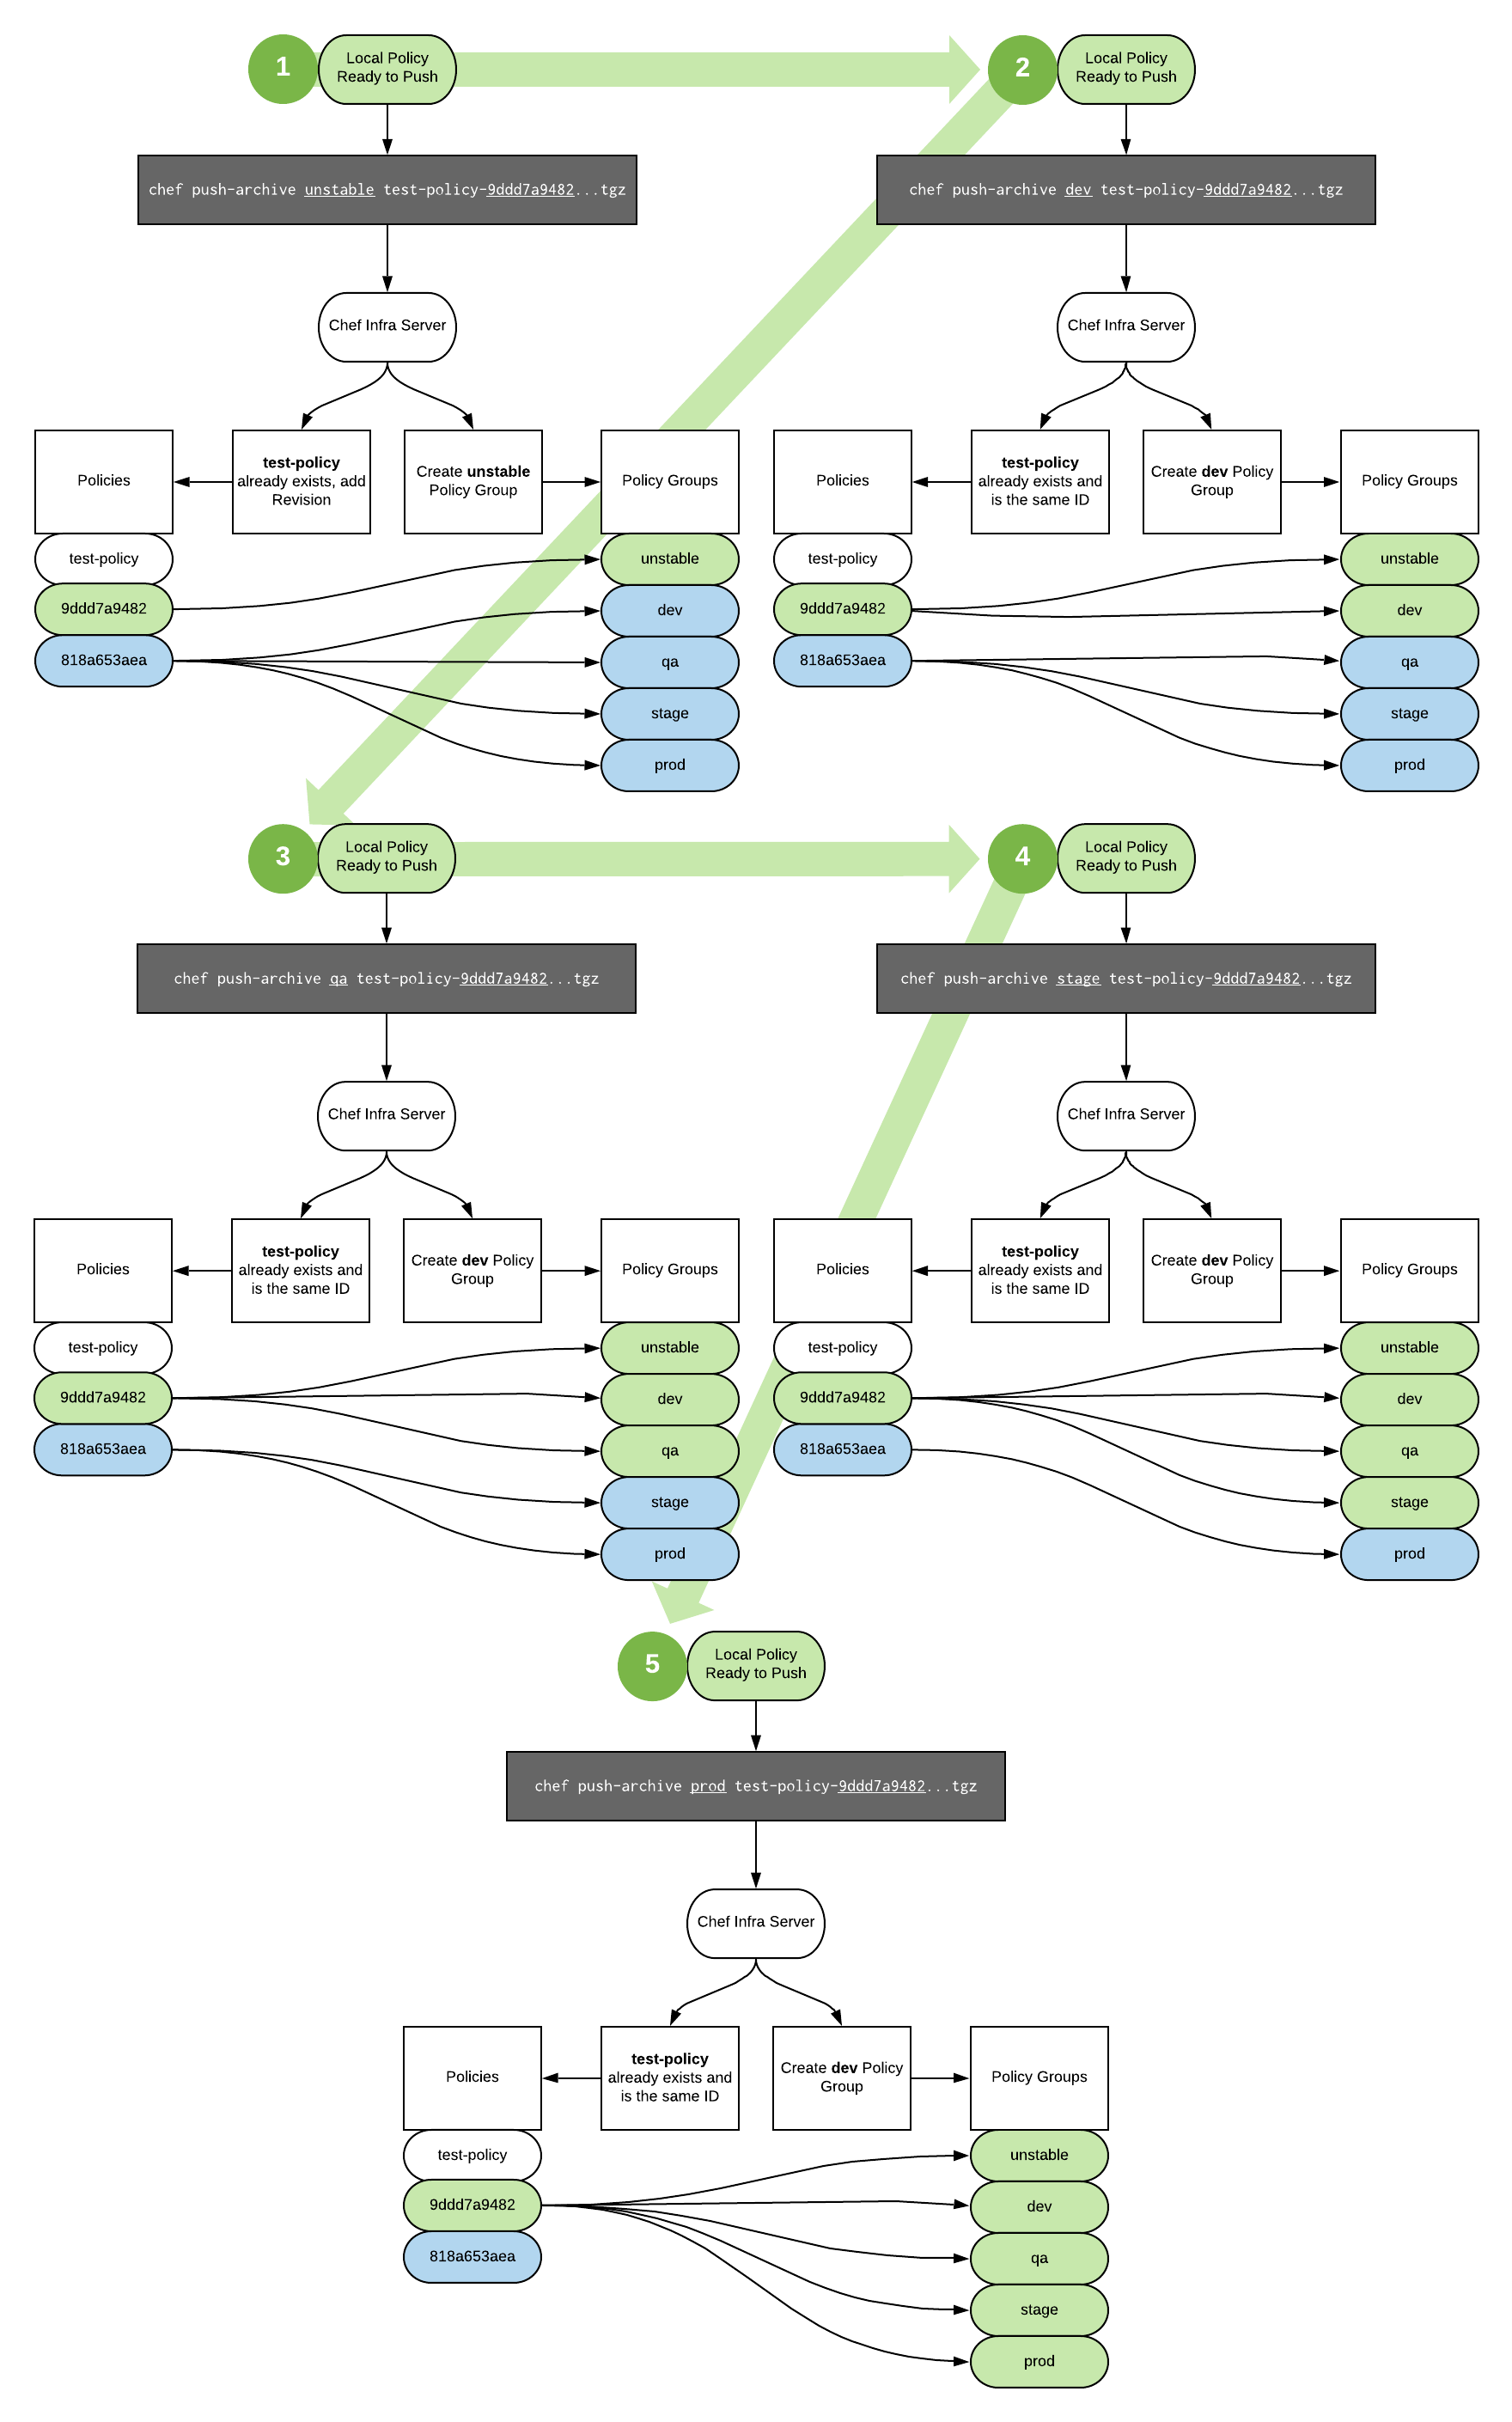 1
Local Policy
Ready to Push
chef push-archive unstable test-policy-9ddd7a9482...tgz
Chef Infra Server
Policies
test-policy
already exists, add
Revision
Create unstable
Policy Group
Policy Groups
test-policy
9ddd7a9482
818a653aea
unstable
dev
qa
stage
prod
2
Local Policy
Ready to Push
chef push-archive dev test-policy-9ddd7a9482...tgz
Chef Infra Server
Policies
test-policy
already exists and
is the same ID
Create dev Policy
Group
Policy Groups
test-policy
9ddd7a9482
818a653aea
unstable
dev
qa
stage
prod
3
Local Policy
Ready to Push
chef push-archive qa test-policy-9ddd7a9482...tgz
Chef Infra Server
Policies
test-policy
already exists and
is the same ID
Create dev Policy
Group
Policy Groups
test-policy
9ddd7a9482
818a653aea
unstable
dev
qa
stage
prod
4
Local Policy
Ready to Push
chef push-archive stage test-policy-9ddd7a9482...tgz
Chef Infra Server
Policies
test-policy
already exists and
is the same ID
Create dev Policy
Group
Policy Groups
test-policy
9ddd7a9482
818a653aea
unstable
dev
qa
stage
prod
5
Local Policy
Ready to Push
chef push-archive prod test-policy-9ddd7a9482...tgz
Chef Infra Server
Policies
test-policy
already exists and
is the same ID
Create dev Policy
Group
Policy Groups
test-policy
9ddd7a9482
818a653aea
unstable
dev
qa
stage
prod